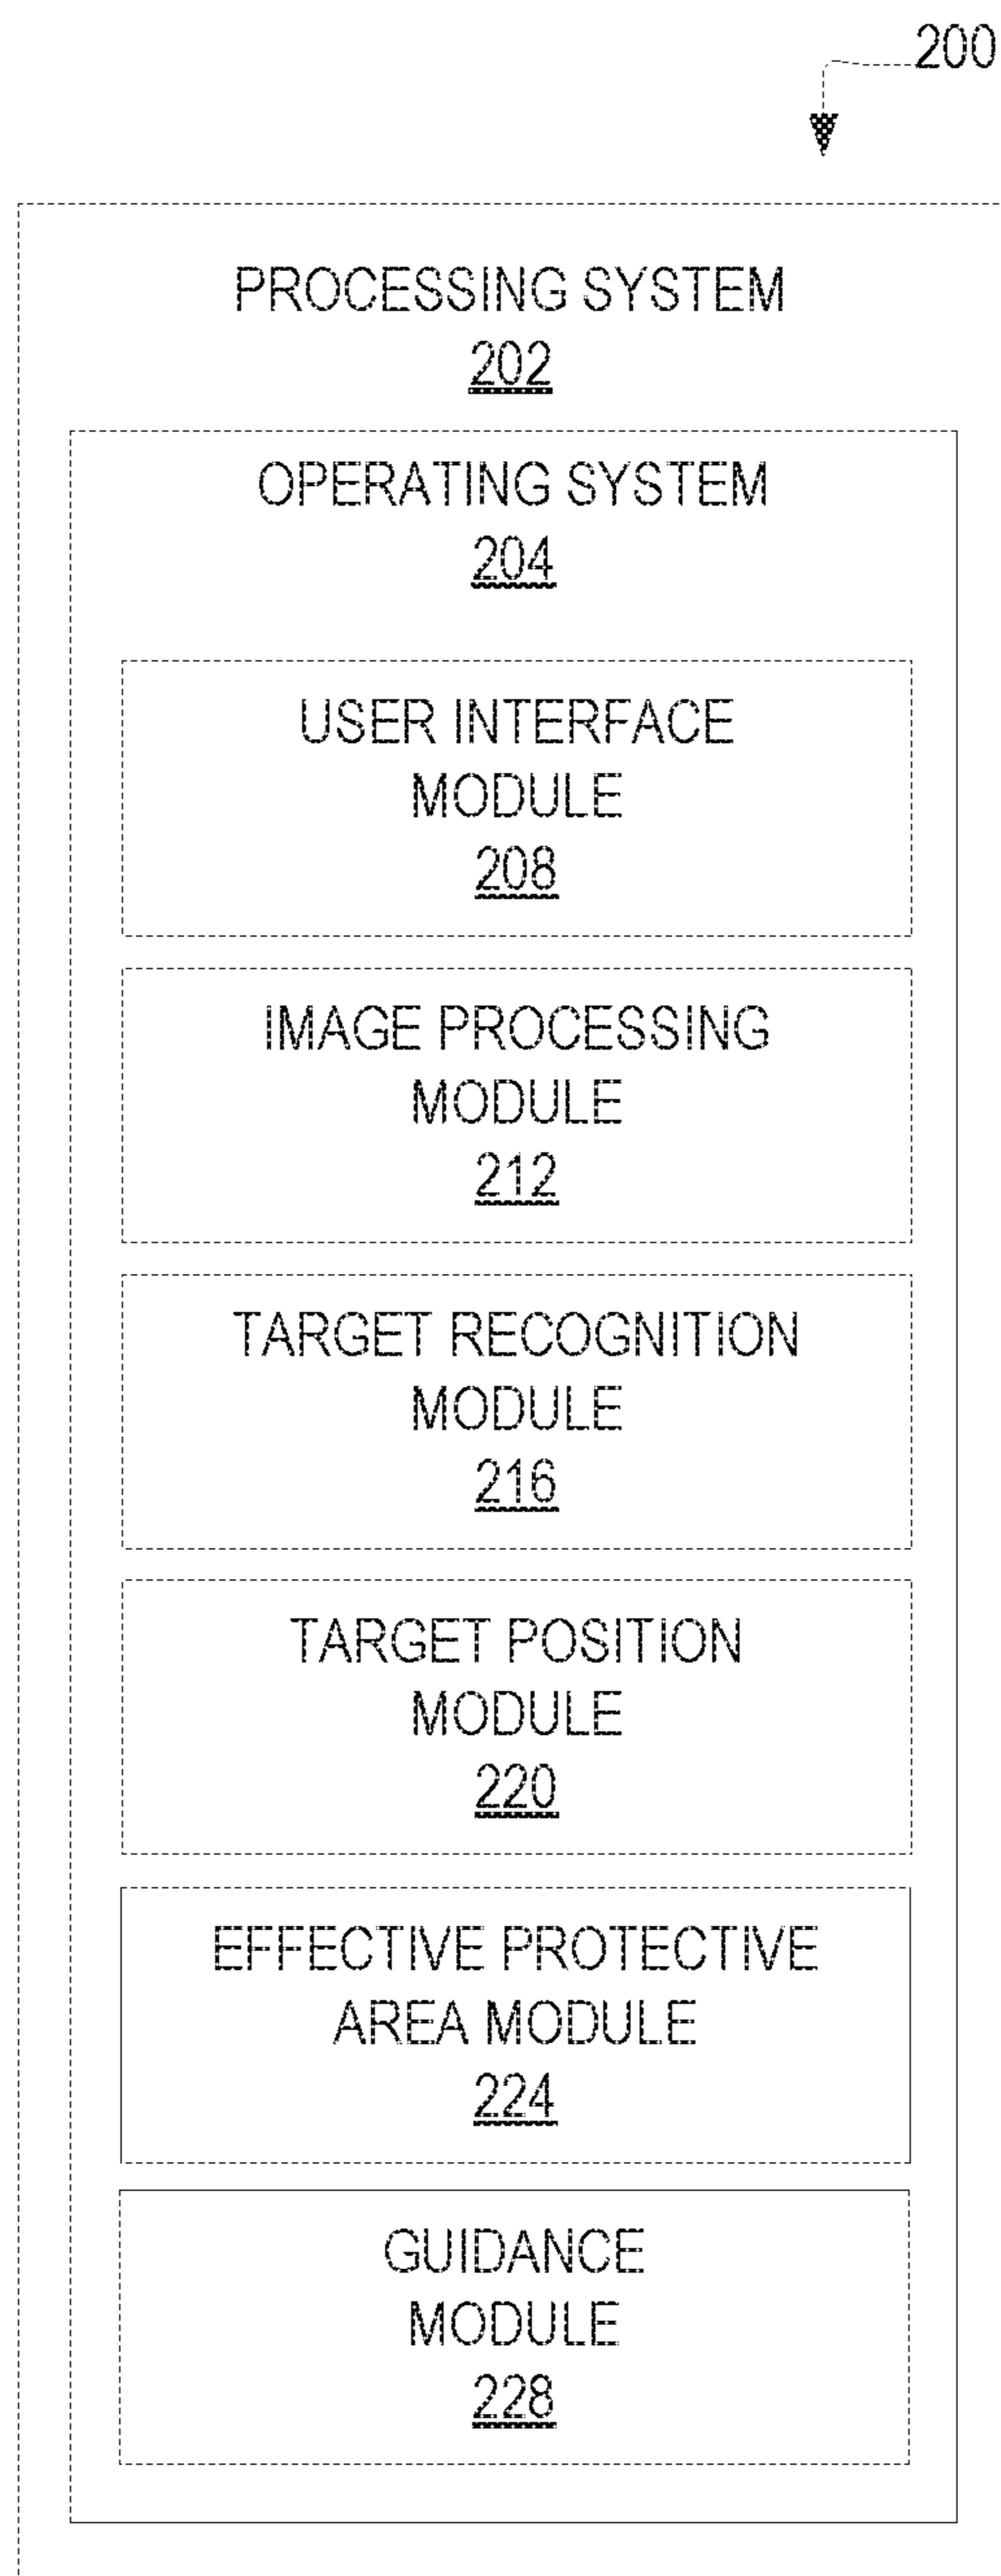 200
PROCESSING SYSTEM
202
OPERATING SYSTEM
204
USER INTERFACE
MODULE
208
IMAGE PROCESSING
MODULE
212
TARGET RECOGNITION
MODULE
216
TARGET POSITION
MODULE
220
EFFECTIVE PROTECTIVE
AREA MODULE
224
GUIDANCE
MODULE
228